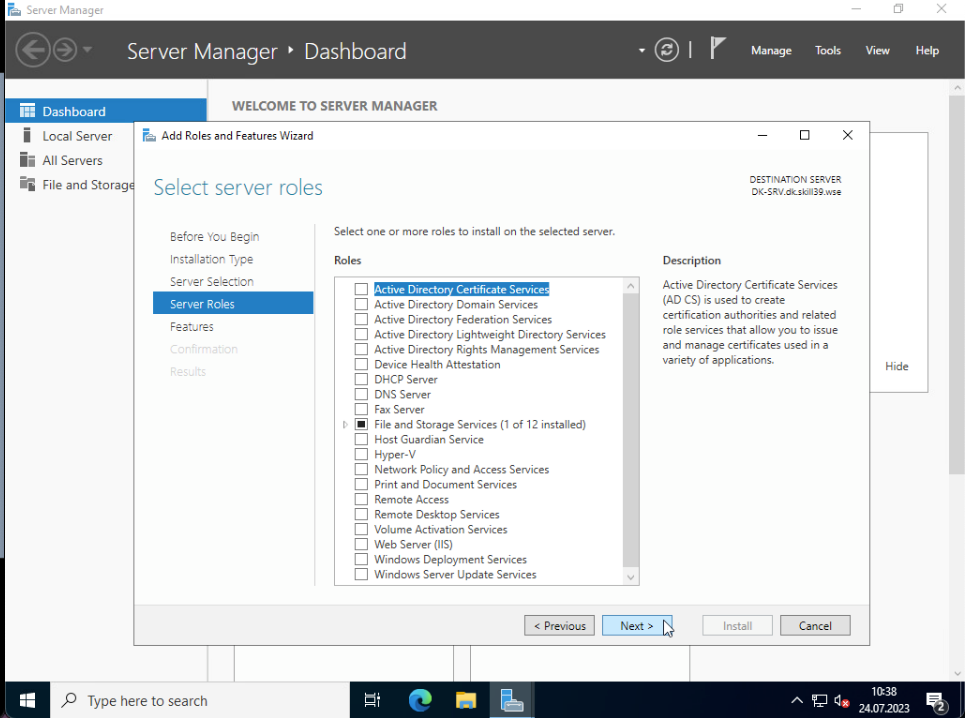 Server Manager
Server Manager ‣ Dashboard
Manage
Tools
View
Help
Dashboard
Local Server
All Servers
File and Storage
WELCOME TO SERVER MANAGER
Add Roles and Features Wizard
Select server roles
DESTINATION SERVER
DK-SRV.dk.skill39.wse
Before You Begin
Installation Type
Server Selection
Server Roles
Features
Confirmation
Results
Select one or more roles to install on the selected server.
Roles
Active Directory Certificate Services
Active Directory Domain Services
Active Directory Federation Services
Active Directory Lightweight Directory Services
Active Directory Rights Management Services
Device Health Attestation
DHCP Server
DNS Server
Fax Server
File and Storage Services (1 of 12 installed)
Host Guardian Service
Hyper-V
Network Policy and Access Services
Print and Document Services
Remote Access
Remote Desktop Services
Volume Activation Services
Web Server (IIS)
Windows Deployment Services
Windows Server Update Services
Description
Active Directory Certificate Services
(AD CS) is used to create
certification authorities and related
role services that allow you to issue
and manage certificates used in a
variety of applications.
Hide
< Previous
Next >
Install
Cancel
Type here to search
10:38
24.07.2023
2